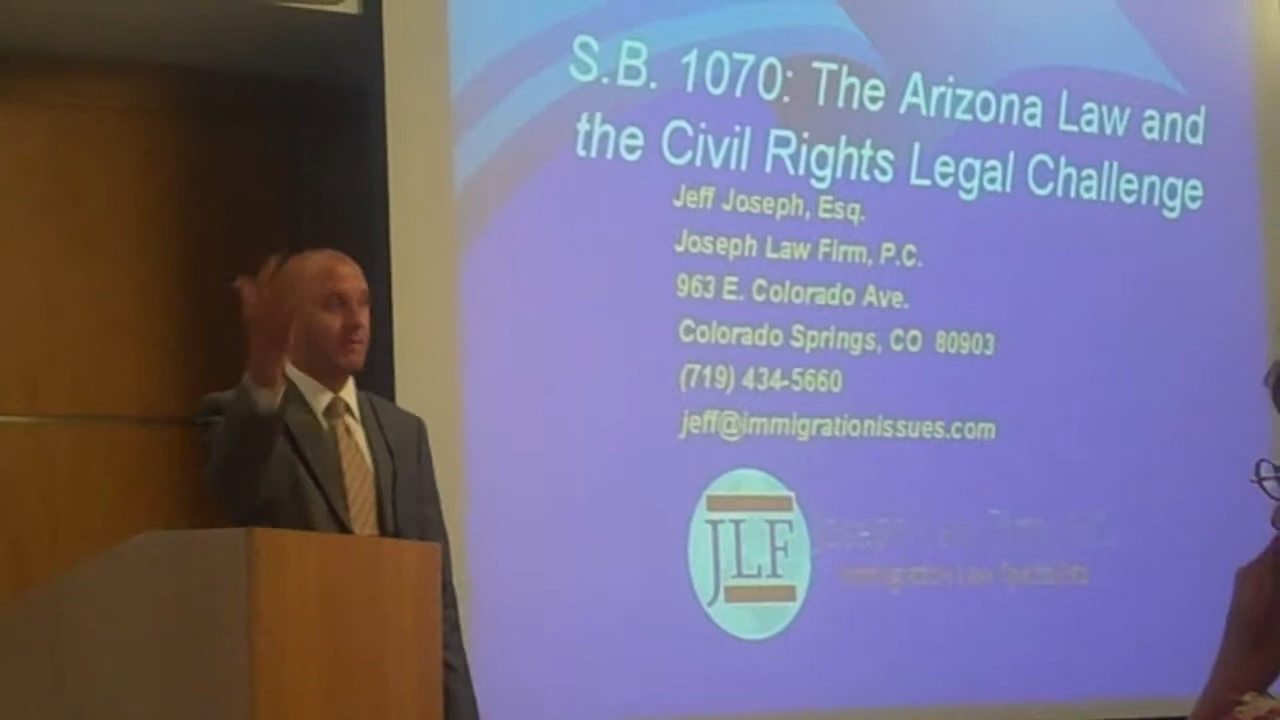 S.B. 1070: The Arizona Law and
the Civil Rights Legal Challenge
Jeff Joseph, Esq.
Joseph Law Firm, P.C.
963 E. Colorado Ave.
Colorado Springs, CO 80903
(719) 434-5660
jeff@immigrationissues.com
JLF